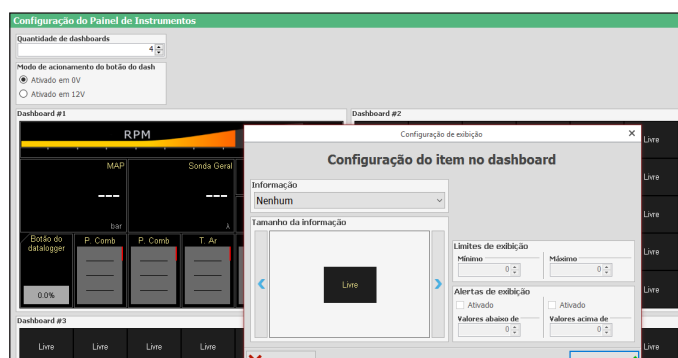 Configuração do Painel de Instrumentos
Quantidade de dashboards
4
Modo de acionamento do botão do dash
Ativado em 0V
Ativado em 12V
Dashboard #1
Dashboard #2
RPM
MAP
---
bar
Sonda Geral
---
λ
Botão do
datalogger
0.0%
P. Comb
P. Comb
T. Ar
Dashboard #3
Livre
Livre
Livre
Livre
Configuração de exibição
Configuração do item no dashboard
Informação
Nenhum
Tamanho da informação
Livre
Limites de exibição
Mínimo
0
Máximo
0
Alertas de exibição
Ativado
Ativado
Valores abaixo de
0
Valores acima de
0
Livre
Livre
Livre
Livre
Livre
Livre